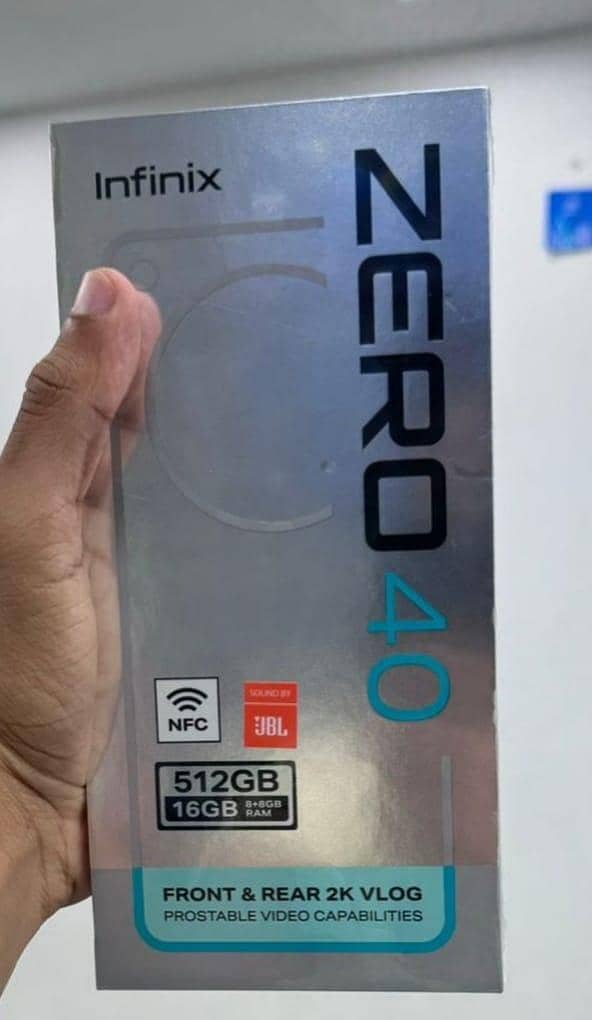 Infinix
ZERO 40
NFC
SOUND BY
JBL
512GB
16GB 8+8GB RAM
FRONT & REAR 2K VLOG
PROSTABLE VIDEO CAPABILITIES